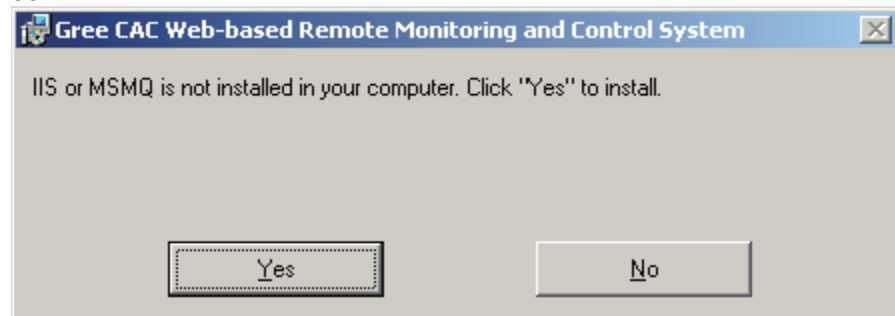 Gree CAC Web-based Remote Monitoring and Control System
IIS or MSMQ is not installed in your computer. Click "Yes" to install.
Yes
No